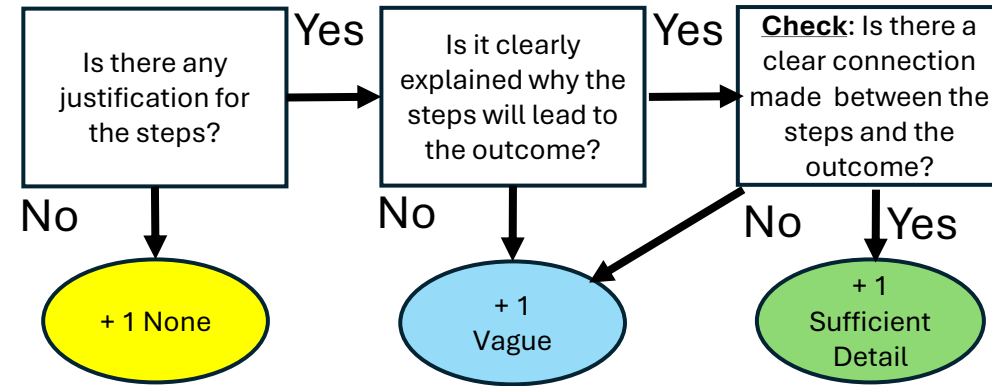 Is there any
justification for
the steps?
Yes
Is it clearly
explained why the
steps will lead to
the outcome?
Yes
Check: Is there a
clear connection
made between the
steps and the
outcome?
No
No
No
Yes
+ 1 None
+ 1
Vague
+ 1
Sufficient
Detail